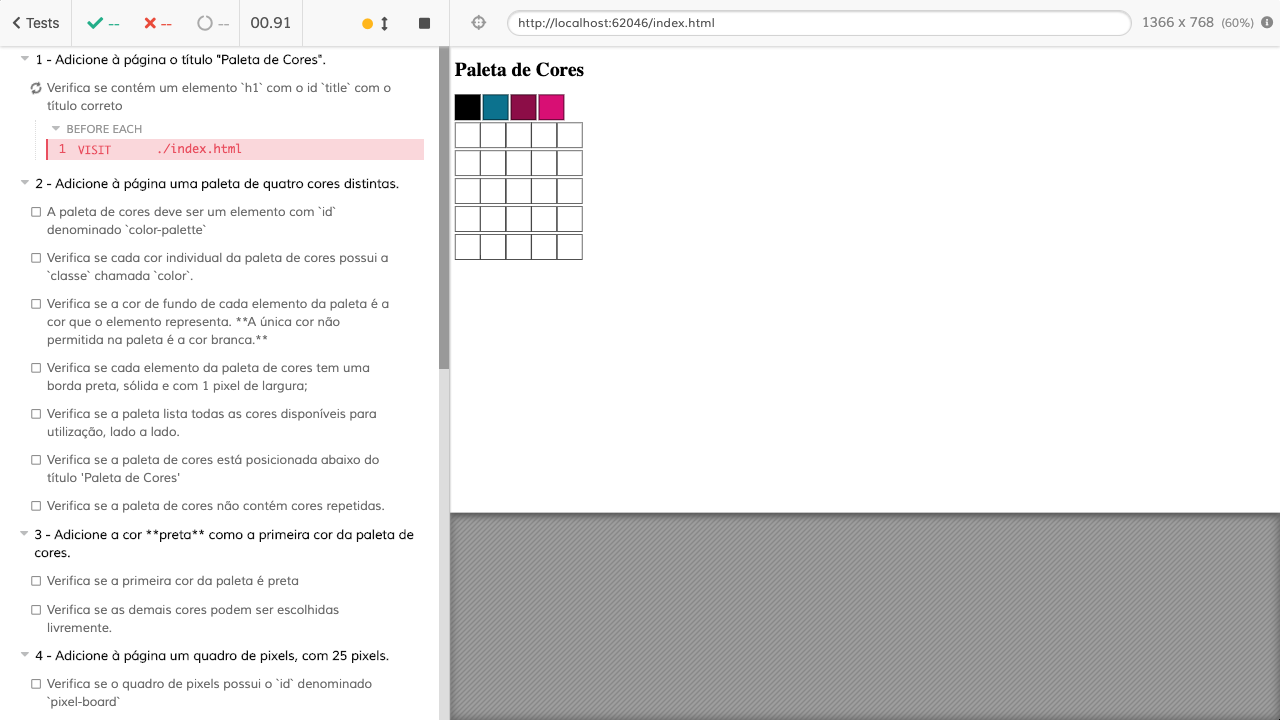 Tests
--
--
--
00.91
http://localhost:62046/index.html
1366 x 768 (60%)
1 - Adicione à página o título "Paleta de Cores".
Verifica se contém um elemento `h1` com o id `title` com o
título correto
BEFORE EACH
1 VISIT ./index.html
2 - Adicione à página uma paleta de quatro cores distintas.
A paleta de cores deve ser um elemento com `id`
denominado `color-palette`
Verifica se cada cor individual da paleta de cores possui a
`classe` chamada `color`.
Verifica se a cor de fundo de cada elemento da paleta é a
cor que o elemento representa. **A única cor não
permitida na paleta é a cor branca.**
Verifica se cada elemento da paleta de cores tem uma
borda preta, sólida e com 1 pixel de largura;
Verifica se a paleta lista todas as cores disponíveis para
utilização, lado a lado.
Verifica se a paleta de cores está posicionada abaixo do
título 'Paleta de Cores'
Verifica se a paleta de cores não contém cores repetidas.
3 - Adicione a cor **preta** como a primeira cor da paleta de
cores.
Verifica se a primeira cor da paleta é preta
Verifica se as demais cores podem ser escolhidas
livremente.
4 - Adicione à página um quadro de pixels, com 25 pixels.
Verifica se o quadro de pixels possui o `id` denominado
`pixel-board`
Paleta de Cores